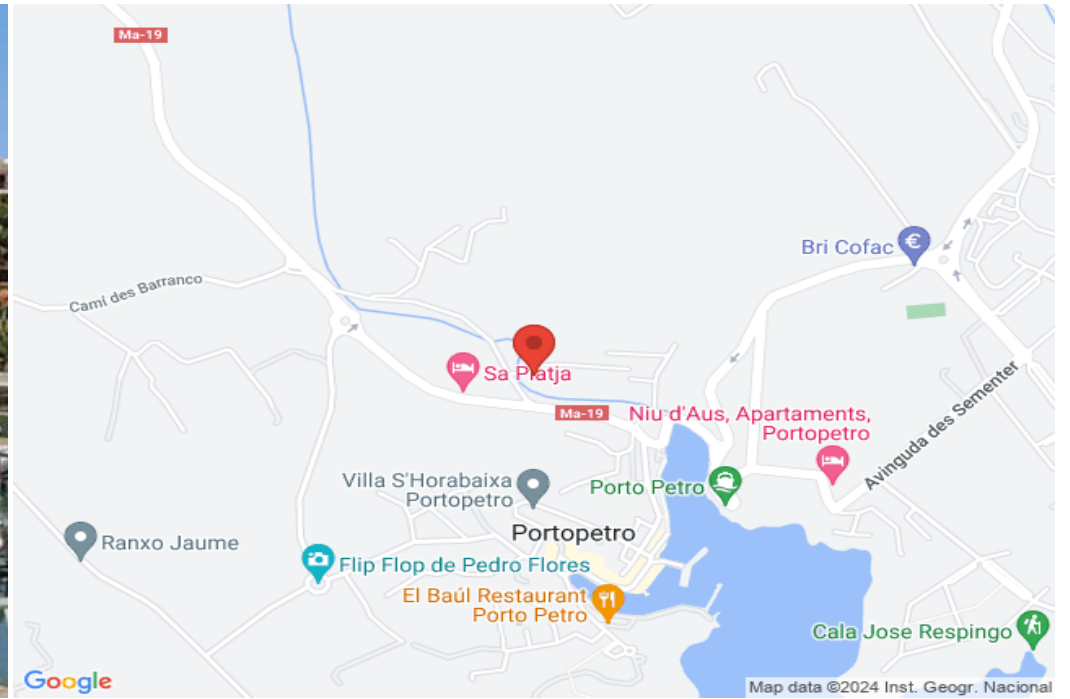 Ma-19
Bri Cofac
Camí des Barranco
Sa Platja
Ma-19
Niu d'Aus, Apartaments,
Portopetro
Avinguda des Sementer
Villa S'Horabaixa
Portopetro
Porto Petro
Portopetro
Ranxo Jaume
Flip Flop de Pedro Flores
El Baúl Restaurant
Porto Petro
Cala Jose Respingo
Google
Map data ©2024 Inst. Geogr. Nacional